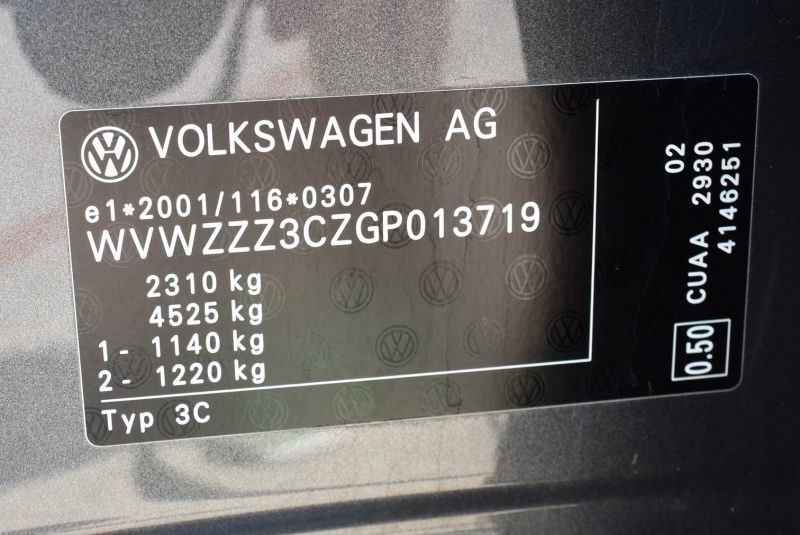 VOLKSWAGEN AG
e1*2001/116*0307
WVWZZZ3CZGP013719
2310 kg
4525 kg
1 - 1140 kg
2 - 1220 kg
Typ 3C
02
CUAA 2930
4146251
0.50